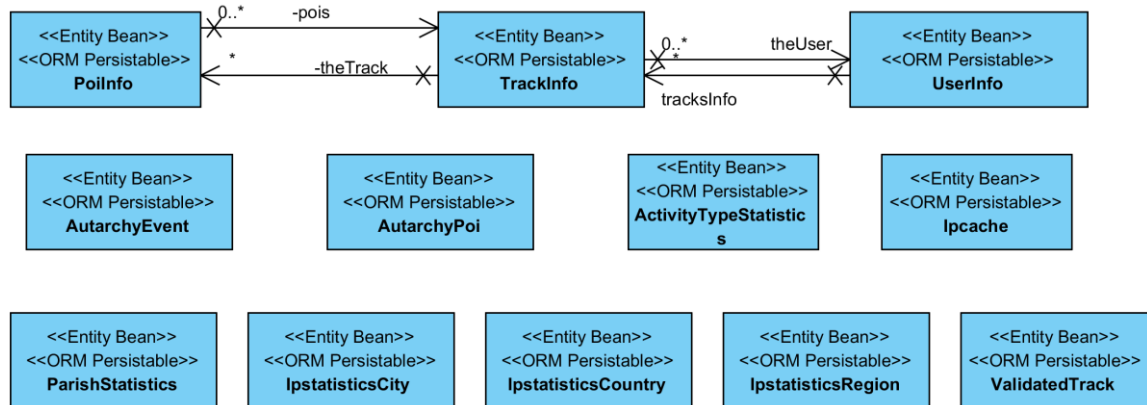 0..*
-pois
<<Entity Bean>>
<<ORM Persistable>>
PoiInfo
*
-theTrack
<<Entity Bean>>
<<ORM Persistable>>
TrackInfo
0..*
theUser
*
tracksInfo
<<Entity Bean>>
<<ORM Persistable>>
UserInfo
<<Entity Bean>>
<<ORM Persistable>>
AutarchyEvent
<<Entity Bean>>
<<ORM Persistable>>
AutarchyPoi
<<Entity Bean>>
<<ORM Persistable>>
ActivityTypeStatistic
s
<<Entity Bean>>
<<ORM Persistable>>
Ipcache
<<Entity Bean>>
<<ORM Persistable>>
ParishStatistics
<<Entity Bean>>
<<ORM Persistable>>
IpstatisticsCity
<<Entity Bean>>
<<ORM Persistable>>
IpstatisticsCountry
<<Entity Bean>>
<<ORM Persistable>>
IpstatisticsRegion
<<Entity Bean>>
<<ORM Persistable>>
ValidatedTrack